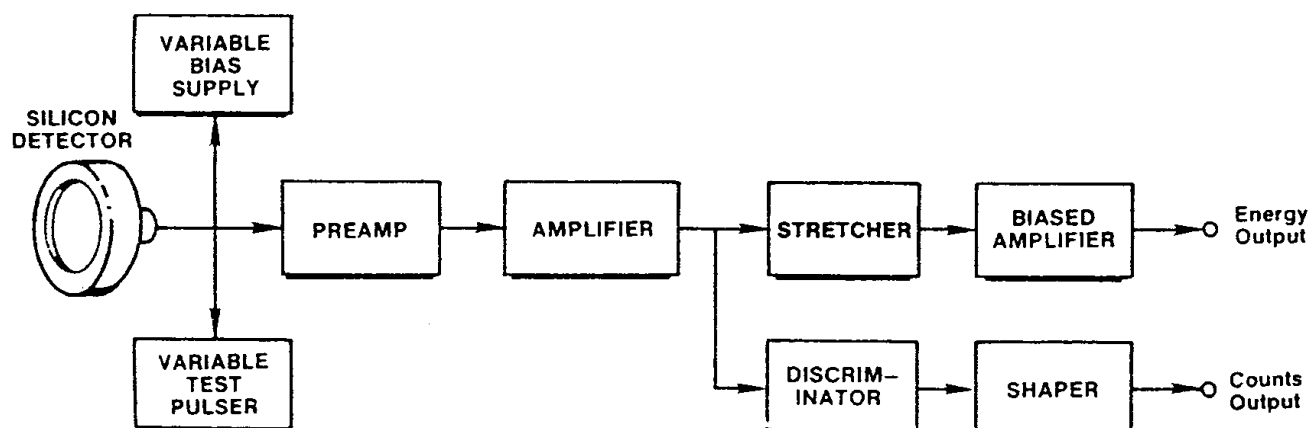 VARIABLE
BIAS
SUPPLY
SILICON
DETECTOR
PREAMP
AMPLIFIER
STRETCHER
BIASED
AMPLIFIER
Energy
Output
VARIABLE
TEST
PULSER
DISCRIM-
INATOR
SHAPER
Counts
Output